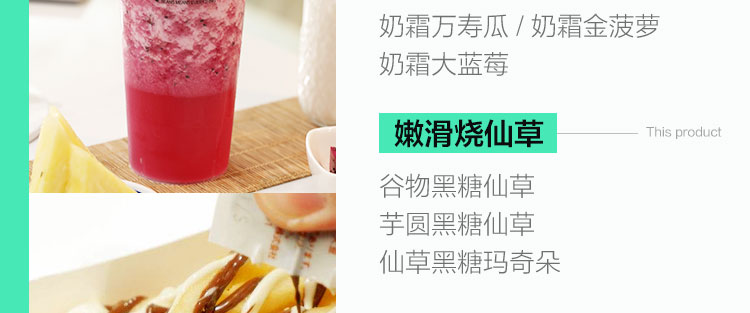 奶霜万寿瓜 / 奶霜金菠萝
奶霜大蓝莓
嫩滑烧仙草
This product
谷物黑糖仙草
芋圆黑糖仙草
仙草黑糖玛奇朵